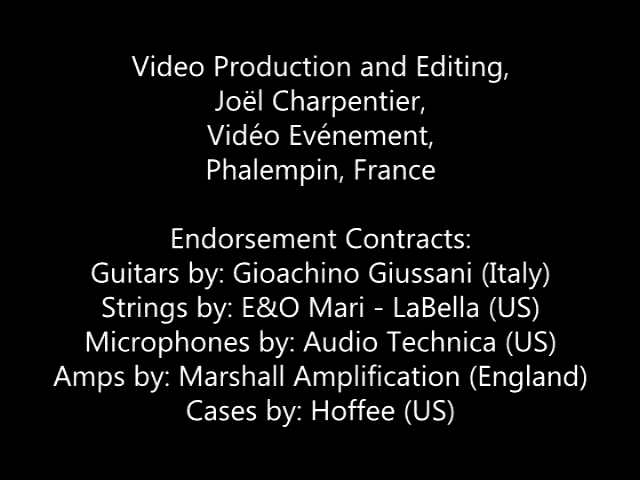 Video Production and Editing,
Joël Charpentier,
Vidéo Evénement,
Phalempin, France
Endorsement Contracts:
Guitars by: Gioachino Giussani (Italy)
Strings by: E&O Mari - LaBella (US)
Microphones by: Audio Technica (US)
Amps by: Marshall Amplification (England)
Cases by: Hoffee (US)